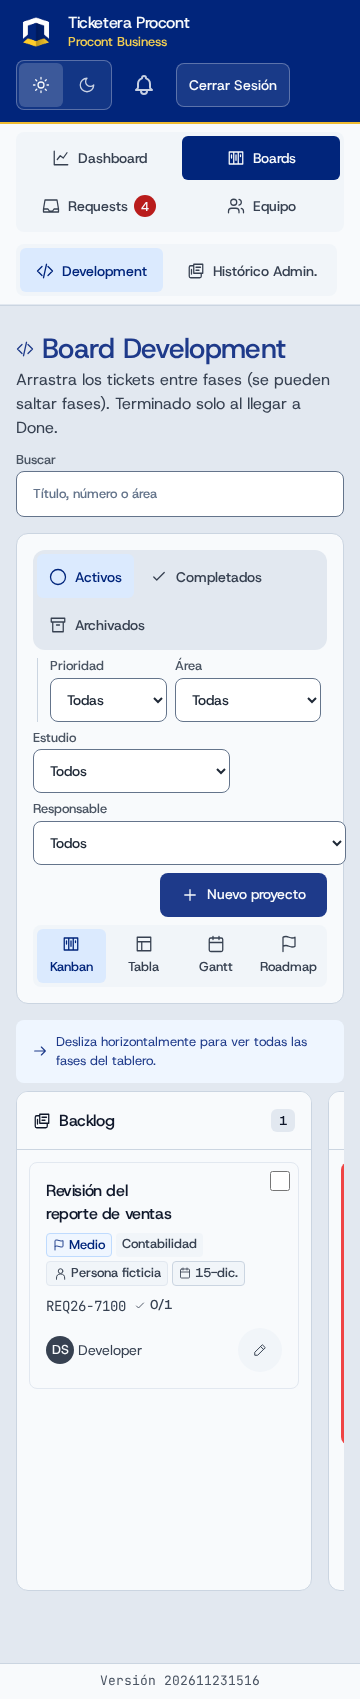 Ticketera Procont
Procont Business
Cerrar Sesión
Dashboard
Boards
Requests 4
Equipo
Development
Histórico Admin.
Board Development
Arrastra los tickets entre fases (se pueden
saltar fases). Terminado solo al llegar a
Done.
Buscar
Título, número o área
Activos
Completados
Archivados
Prioridad
Área
Todas
Todas
Estudio
Todos
Responsable
Todos
Nuevo proyecto
Kanban
Tabla
Gantt
Roadmap
Desliza horizontalmente para ver todas las
fases del tablero.
Backlog
1
Revisión del
reporte de ventas
Medio
Contabilidad
Persona ficticia
15-dic.
REQ26-7100
0/1
DS
Developer
Versión 202611231516